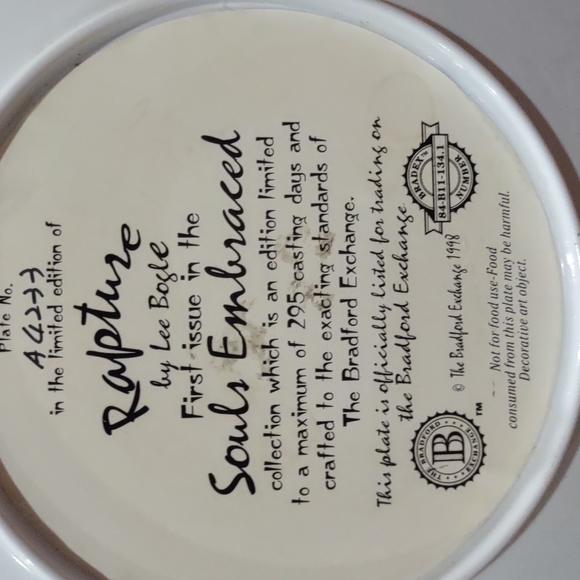 Plate No.
A4233
in the limited edition of
Rapture
by Lee Bogle
First issue in the
Souls Embraced
collection which is an edition limited
to a maximum of 295 casting days and
crafted to the exacting standards of
The Bradford Exchange.
This plate is officially listed for trading on
the Bradford Exchange
THE BRADFORD EXCHANGE
B
™
© The Bradford Exchange 1998
BRADEX™
84-B11-134.1
NUMBER
Not for food use-Food
consumed from this plate may be harmful.
Decorative art object.